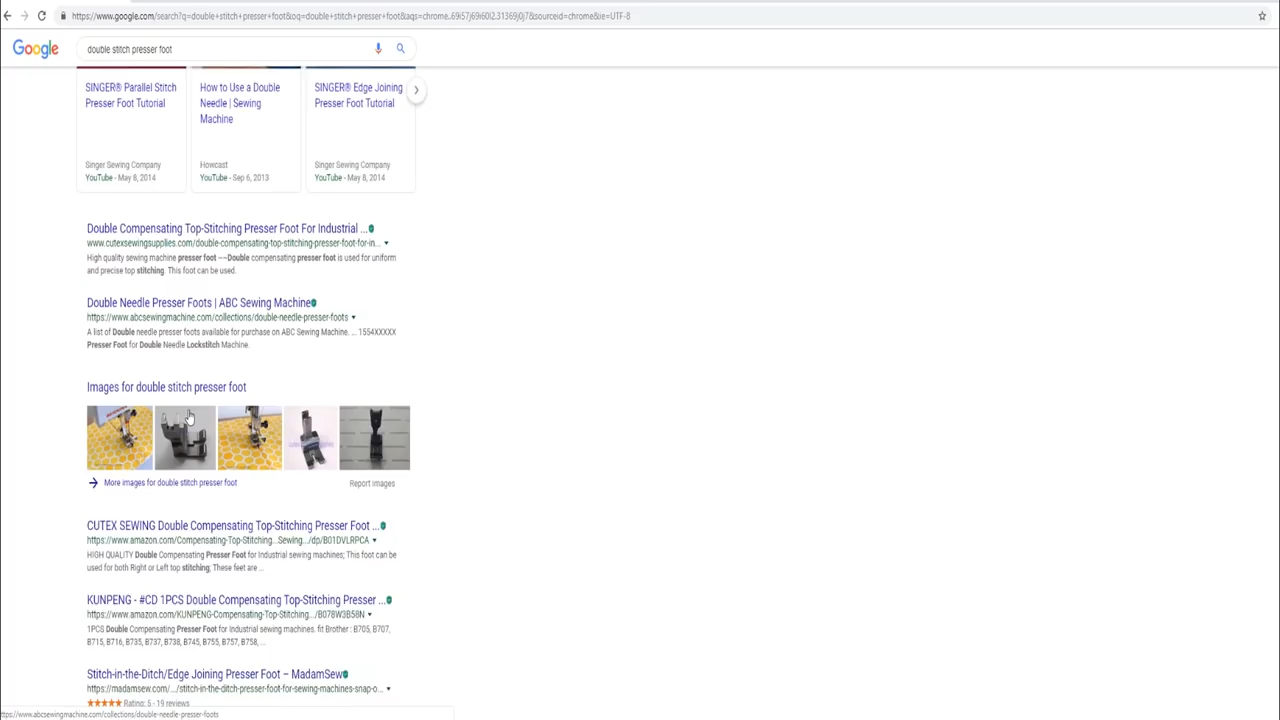 https://www.google.com/search?q=double+stitch+presser+foot&oq=double+stitch+presser+foot&aqs=chrome..69i57j69i60l2.31369j0j7&sourceid=chrome&ie=UTF-8
Google
double stitch presser foot
SINGER® Parallel Stitch
Presser Foot Tutorial
Singer Sewing Company
YouTube - May 8, 2014
How to Use a Double
Needle | Sewing
Machine
Howcast
YouTube - Sep 6, 2013
SINGER® Edge Joining
Presser Foot Tutorial
Singer Sewing Company
YouTube - May 8, 2014
Double Compensating Top-Stitching Presser Foot For Industrial ...
www.cutexsewingsupplies.com/double-compensating-top-stitching-presser-foot-for-in...
High quality sewing machine presser foot ---Double compensating presser foot is used for uniform
and precise top stitching. This foot can be used.
Double Needle Presser Foots | ABC Sewing Machine
https://www.abcsewingmachine.com/collections/double-needle-presser-foots
A list of Double needle presser foots available for purchase on ABC Sewing Machine. ... 1554XXXXX
Presser Foot for Double Needle Lockstitch Machine.
Images for double stitch presser foot
More images for double stitch presser foot
Report images
CUTEX SEWING Double Compensating Top-Stitching Presser Foot ...
https://www.amazon.com/Compensating-Top-Stitching...Sewing.../dp/B01DVLRPCA
HIGH QUALITY Double Compensating Presser Foot for Industrial sewing machines; This foot can be
used for both Right or Left top stitching; These feet are ...
KUNPENG - #CD 1PCS Double Compensating Top-Stitching Presser ...
https://www.amazon.com/KUNPENG-Compensating-Top-Stitching.../B078W3B58N
1PCS Double Compensating Presser Foot for Industrial sewing machines. fit Brother : B705, B707,
B715, B716, B735, B737, B738, B745, B755, B757, B758, ...
Stitch-in-the-Ditch/Edge Joining Presser Foot – MadamSew
https://madamsew.com/.../stitch-in-the-ditch-presser-foot-for-sewing-machines-snap-o...
Rating: 5 - 19 reviews
https://www.abcsewingmachine.com/collections/double-needle-presser-foots